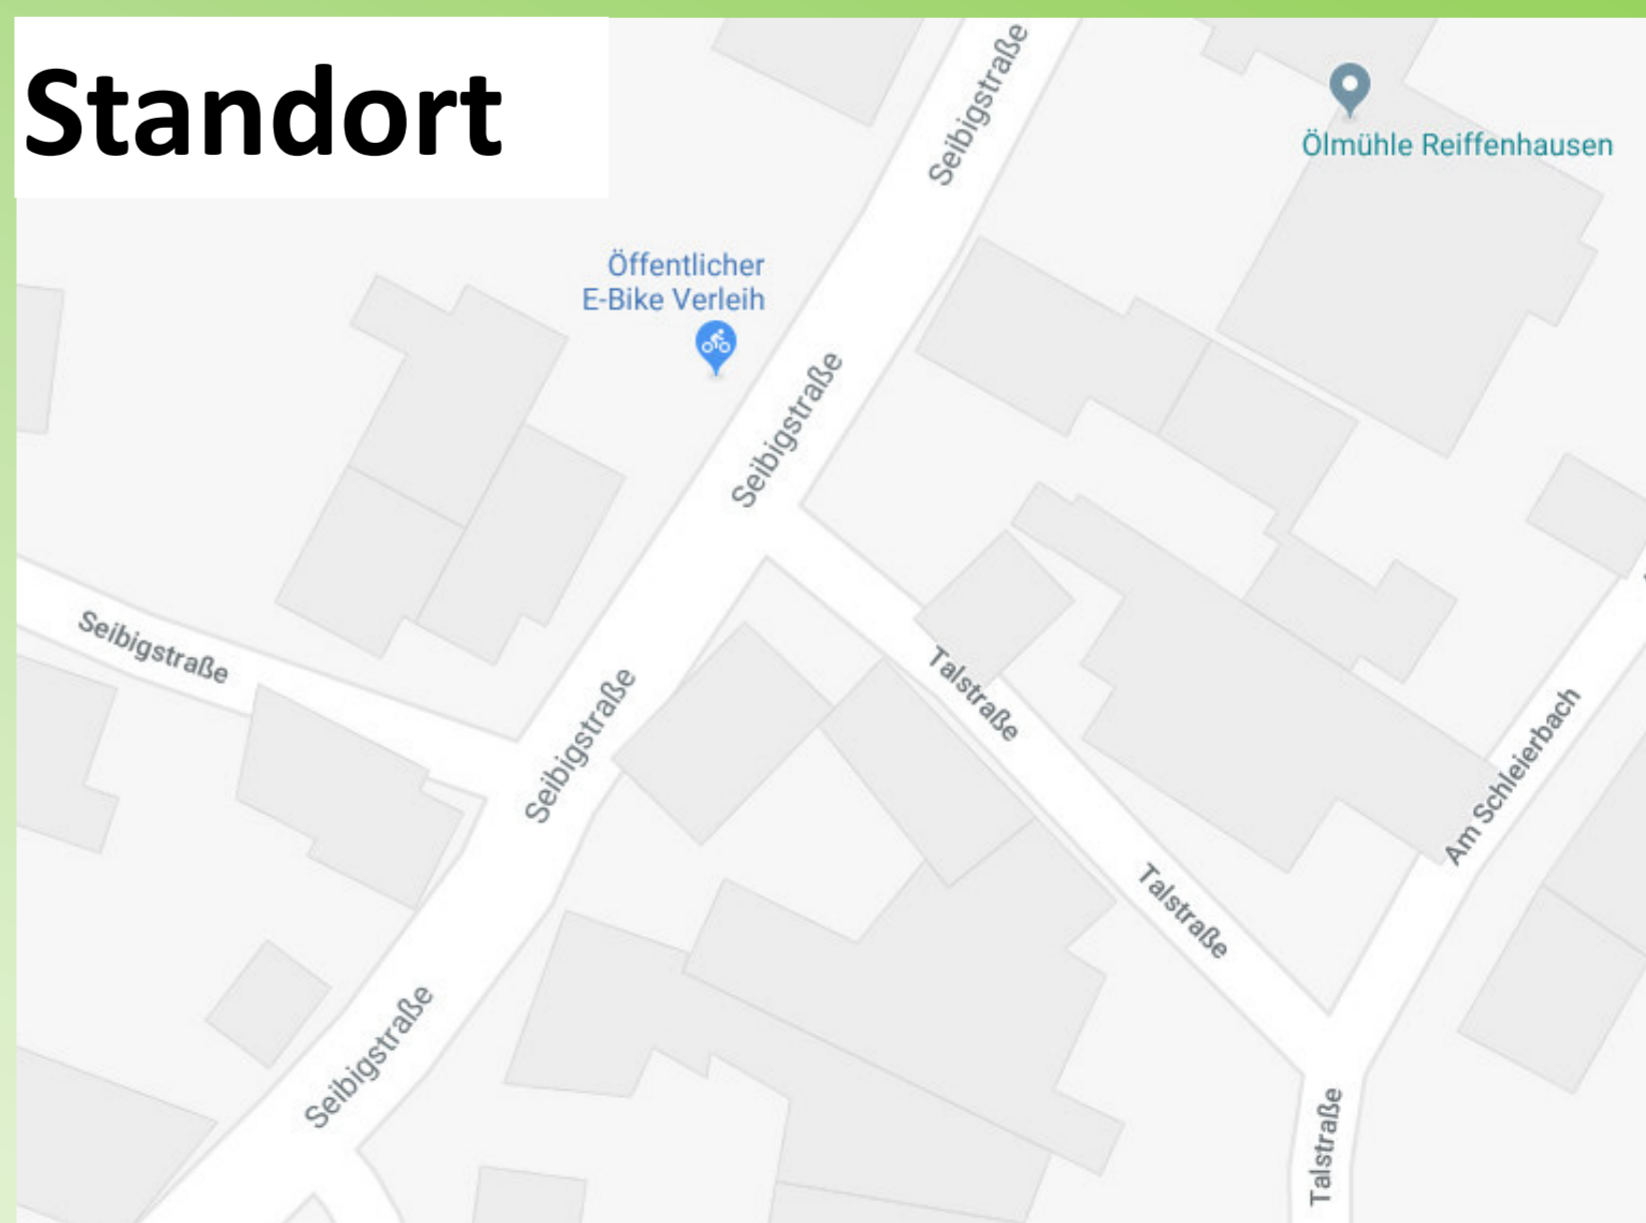 Standort
Seibigstraße
Ölmühle Reiffenhausen
Öffentlicher
E-Bike Verleih
Seibigstraße
Seibigstraße
Seibigstraße
Talstraße
Am Schleierbach
Talstraße
Seibigstraße
Talstraße